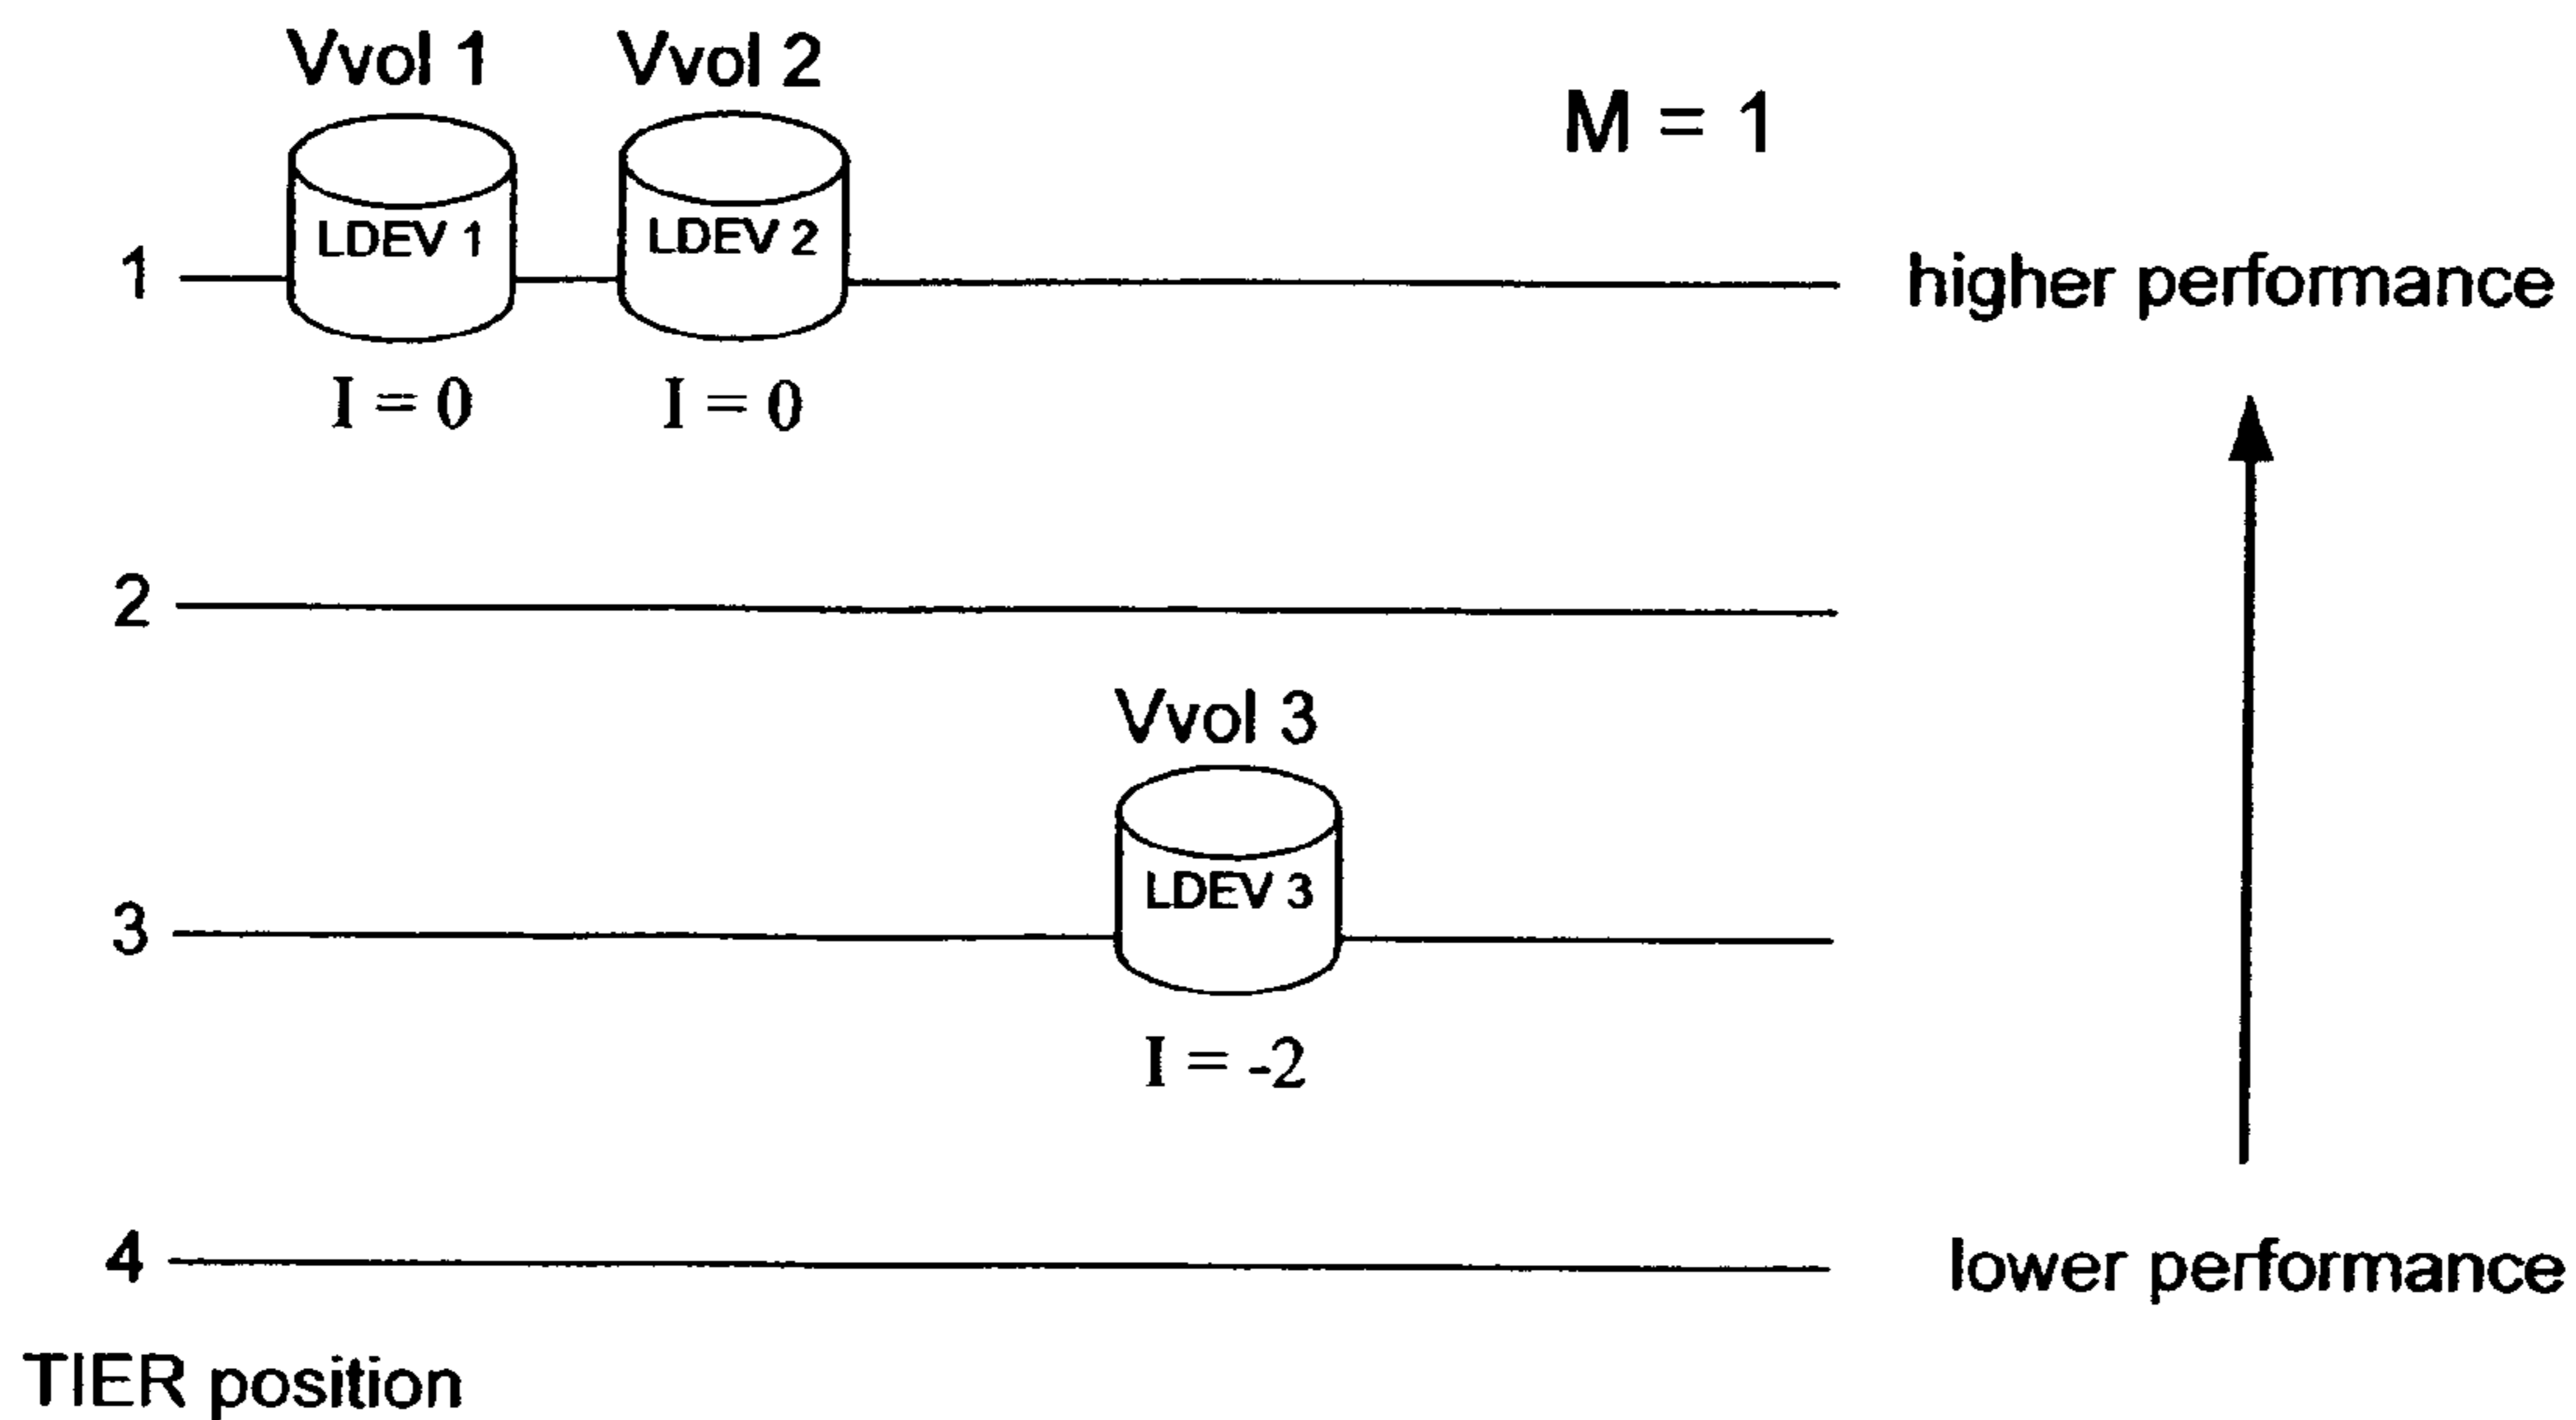 Vvol 1 Vvol 2
M = 1
LDEV 1 LDEV 2
1 higher performance
I = 0 I = 0
2
Vvol 3
LDEV 3
3
I = -2
4 lower performance
TIER position